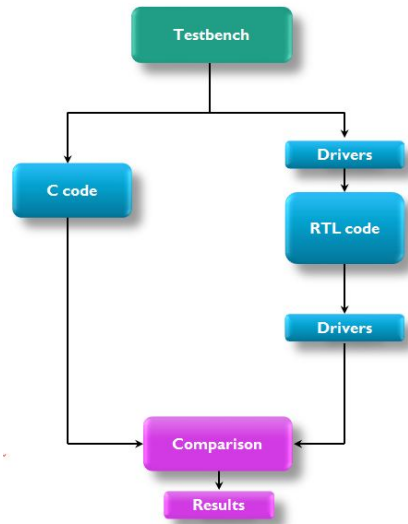 Testbench
Drivers
C code
RTL code
Drivers
Comparison
Results